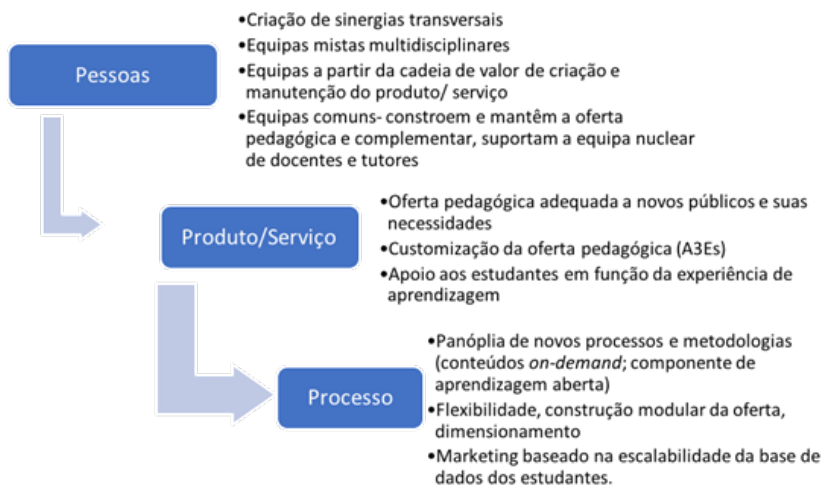 Pessoas
•Criação de sinergias transversais
•Equipas mistas multidisciplinares
•Equipas a partir da cadeia de valor de criação e
manutenção do produto/ serviço
•Equipas comuns- constroem e mantêm a oferta
pedagógica e complementar, suportam a equipa nuclear
de docentes e tutores
Produto/Serviço
•Oferta pedagógica adequada a novos públicos e suas
necessidades
•Customização da oferta pedagógica (A3Es)
•Apoio aos estudantes em função da experiência de
aprendizagem
Processo
•Panóplia de novos processos e metodologias
(conteúdos on-demand; componente de
aprendizagem aberta)
•Flexibilidade, construção modular da oferta,
dimensionamento
•Marketing baseado na escalabilidade da base de
dados dos estudantes.